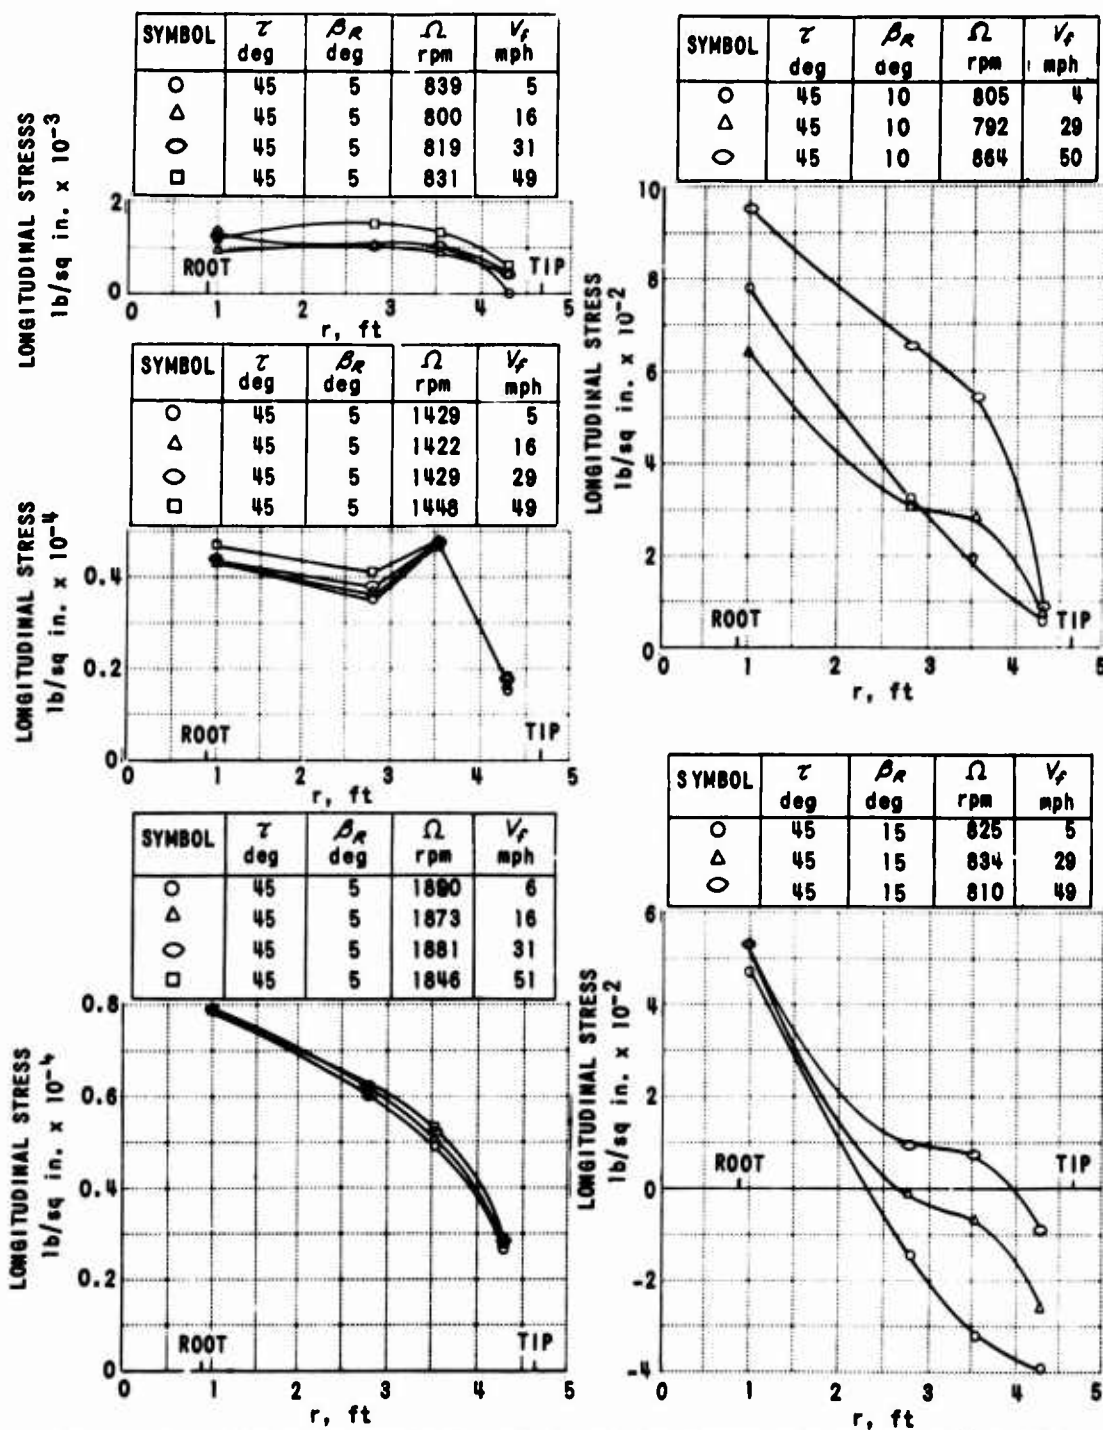 SYMBOL τ deg β_R deg Ω rpm V_f mph
○ 45 5 839 5
△ 45 5 800 16
⬭ 45 5 819 31
□ 45 5 831 49
LONGITUDINAL STRESSS
lb/sq in. x 10⁻³
2
0
ROOT
TIP
0 1 2 3 4 5
r, ft
SYMBOL τ deg β_R deg Ω rpm V_f mph
○ 45 5 1429 5
△ 45 5 1422 16
⬭ 45 5 1429 29
□ 45 5 1448 49
LONGITUDINAL STRESS
lb/sq in. x 10⁻⁴
0.4
0.2
0
ROOT
TIP
0 1 2 3 4 5
r, ft
SYMBOL τ deg β_R deg Ω rpm V_f mph
○ 45 5 6
△ 45 5 1873 16
⬭ 45 5 1881 31
□ 45 5 1846 51
LONGITUDINAL STRESS
lb/sq in. x 10⁻⁴
0.8
0.6
0.4
0.2
0
ROOT
TIP
0 1 2 3 4 5
r, ft
SYMBOL τ deg β_R deg Ω rpm V_f mph
○ 45 10 805 4
△ 45 10 792 29
⬭ 45 10 864 50
LONGITUDINAL STRESS
lb/sq in. x 10⁻²
10
8
6
4
2
0
ROOT
TIP
0 1 2 3 4 5
r, ft
SYMBOL τ deg β_R deg Ω rpm V_f mph
○ 45 15 825 5
△ 45 15 834 29
⬭ 45 15 810 49
LONGITUDINAL STRESS
lb/sq in. x 10⁻²
6
4
2
0
-2
-4
ROOT
TIP
0 1 2 3 4 5
r, ft